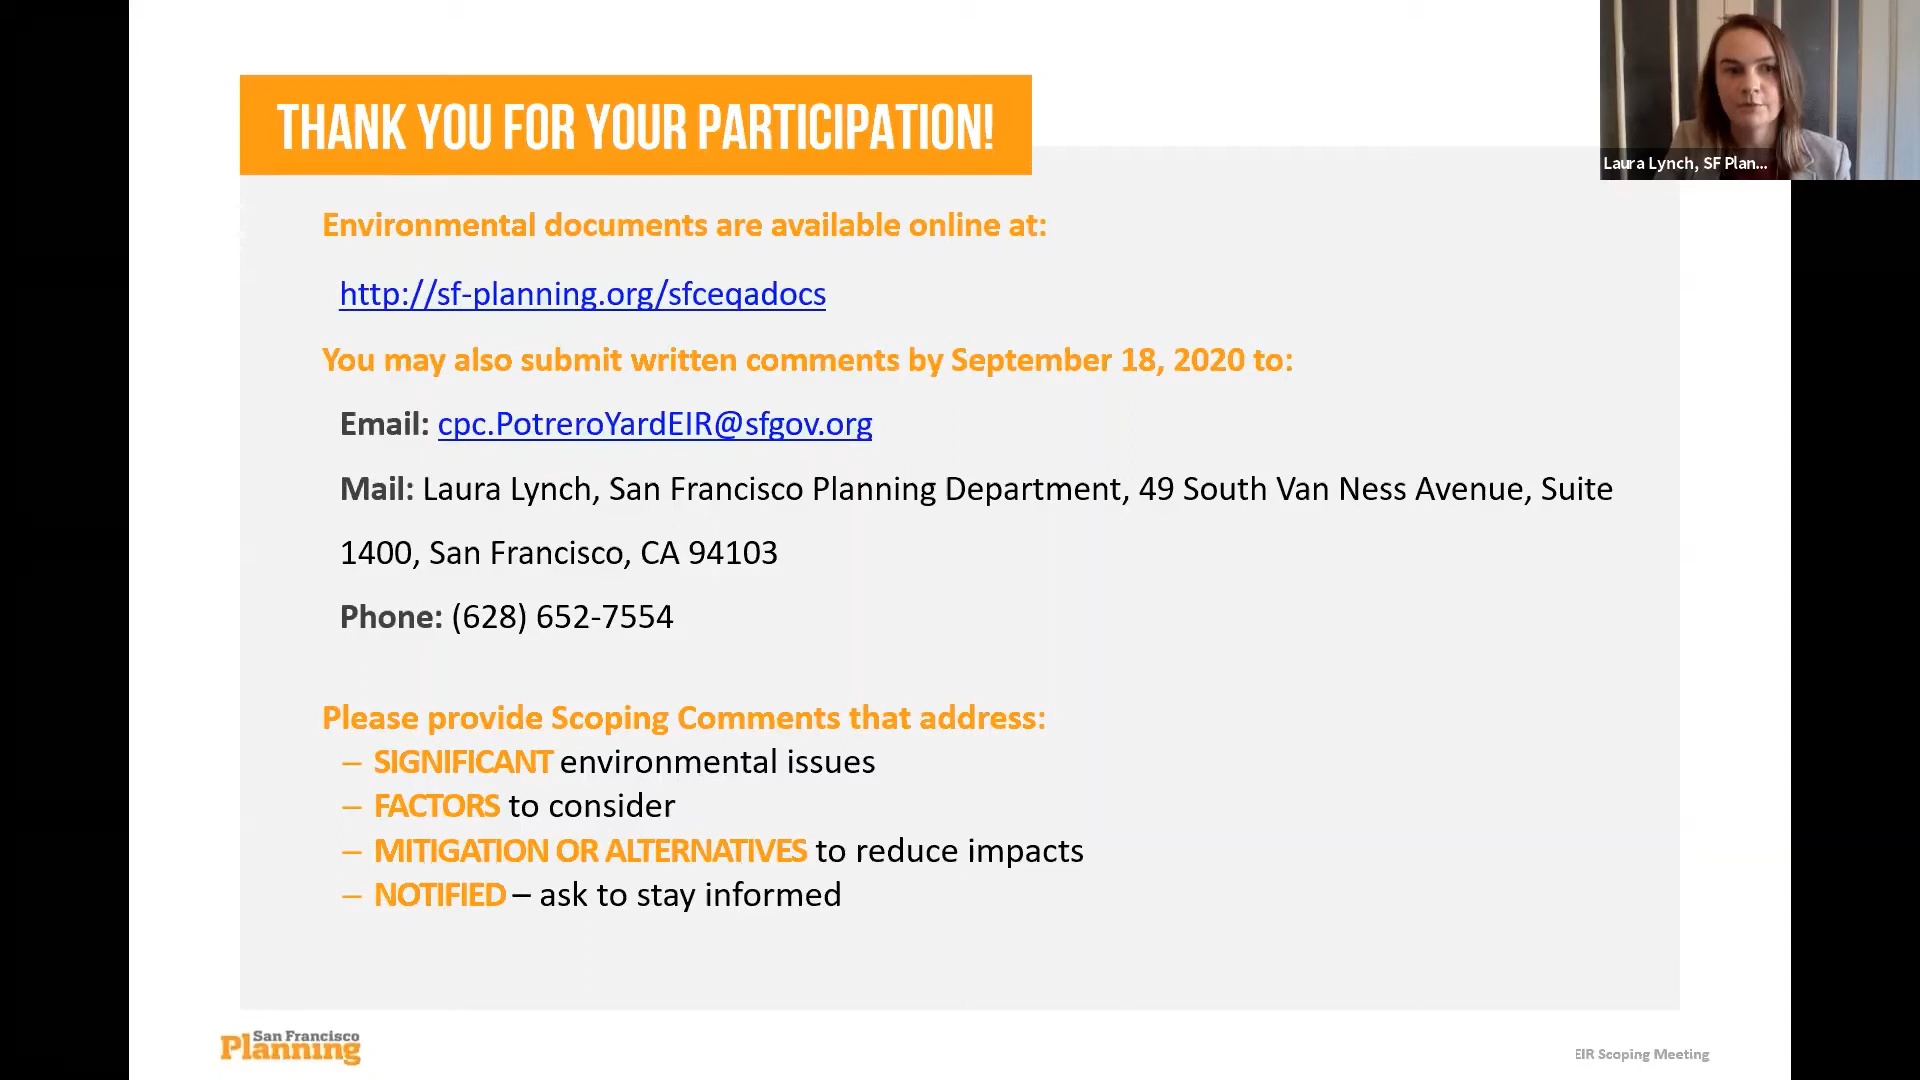 THANK YOU FOR YOUR PARTICIPATION!
Laura Lynch, SF Plan...
Environmental documents are available online at:
http://sf-planning.org/sfceqadocs
You may also submit written comments by September 18, 2020 to:
Email: cpc.PotreroYardEIR@sfgov.org
Mail: Laura Lynch, San Francisco Planning Department, 49 South Van Ness Avenue, Suite
1400, San Francisco, CA 94103
Phone: (628) 652-7554
Please provide Scoping Comments that address:
– SIGNIFICANT environmental issues
– FACTORS to consider
– MITIGATION OR ALTERNATIVES to reduce impacts
– NOTIFIED – ask to stay informed
San Francisco
Planning
EIR Scoping Meeting